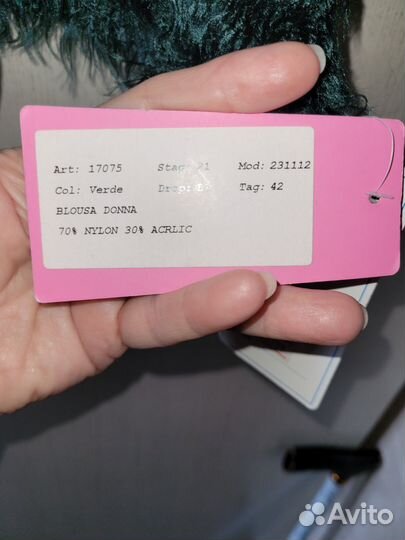 Art: 17075 Stag: 21 Mod: 231112
Col: Verde Drop: Tag: 42
BLOUSA DONNA
70% NYLON 30% ACRLIC
Avito